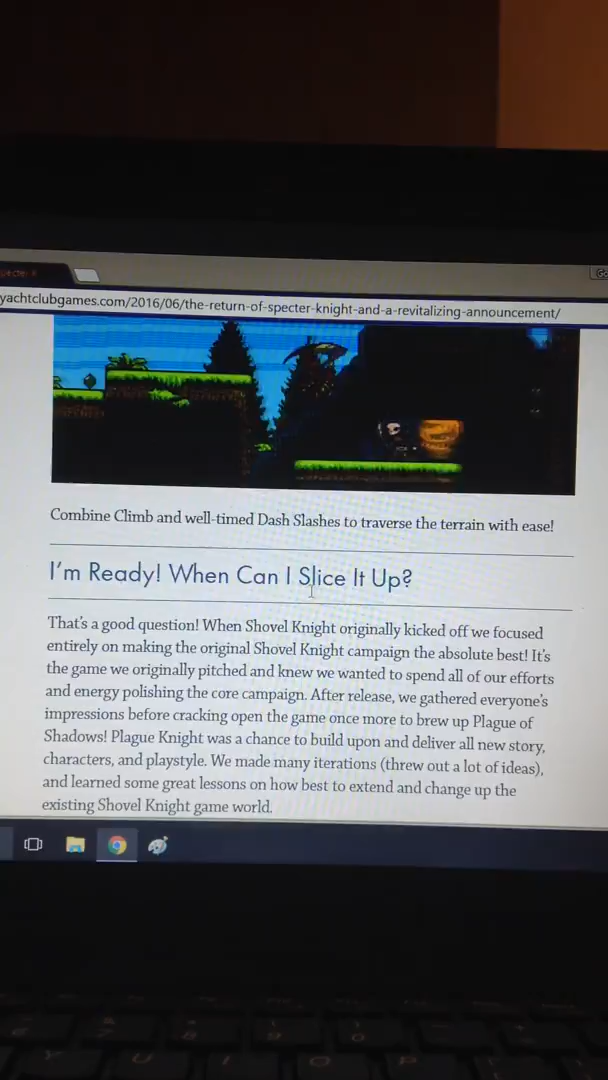 yachtclubgames.com/2016/06/the-return-of-specter-knight-and-a-revitalizing-announcement/
Combine Climb and well-timed Dash Slashes to traverse the terrain with ease!
I'm Ready! When Can I Slice It Up?
That's a good question! When Shovel Knight originally kicked off we focused
entirely on making the original Shovel Knight campaign the absolute best! It's
the game we originally pitched and knew we wanted to spend all of our efforts
and energy polishing the core campaign. After release, we gathered everyone's
impressions before cracking open the game once more to brew up Plague of
Shadows! Plague Knight was a chance to build upon and deliver all new story,
characters, and playstyle. We made many iterations (threw out a lot of ideas),
and learned some great lessons on how best to extend and change up the
existing Shovel Knight game world.